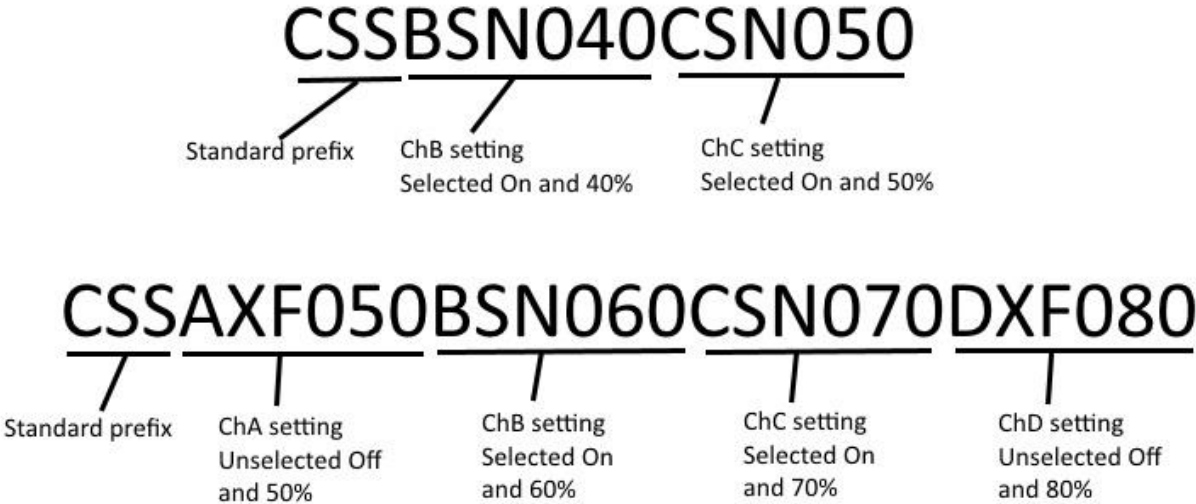 CSSBSN040CSN050
Standard prefix
ChB setting
Selected On and 40%
ChC setting
Selected On and 50%
CSSAXF050BSN060CSN070DXF080
Standard prefix
ChA setting
Unselected Off
and 50%
ChB setting
Selected On
and 60%
ChC setting
Selected On
and 70%
ChD setting
Unselected Off
and 80%